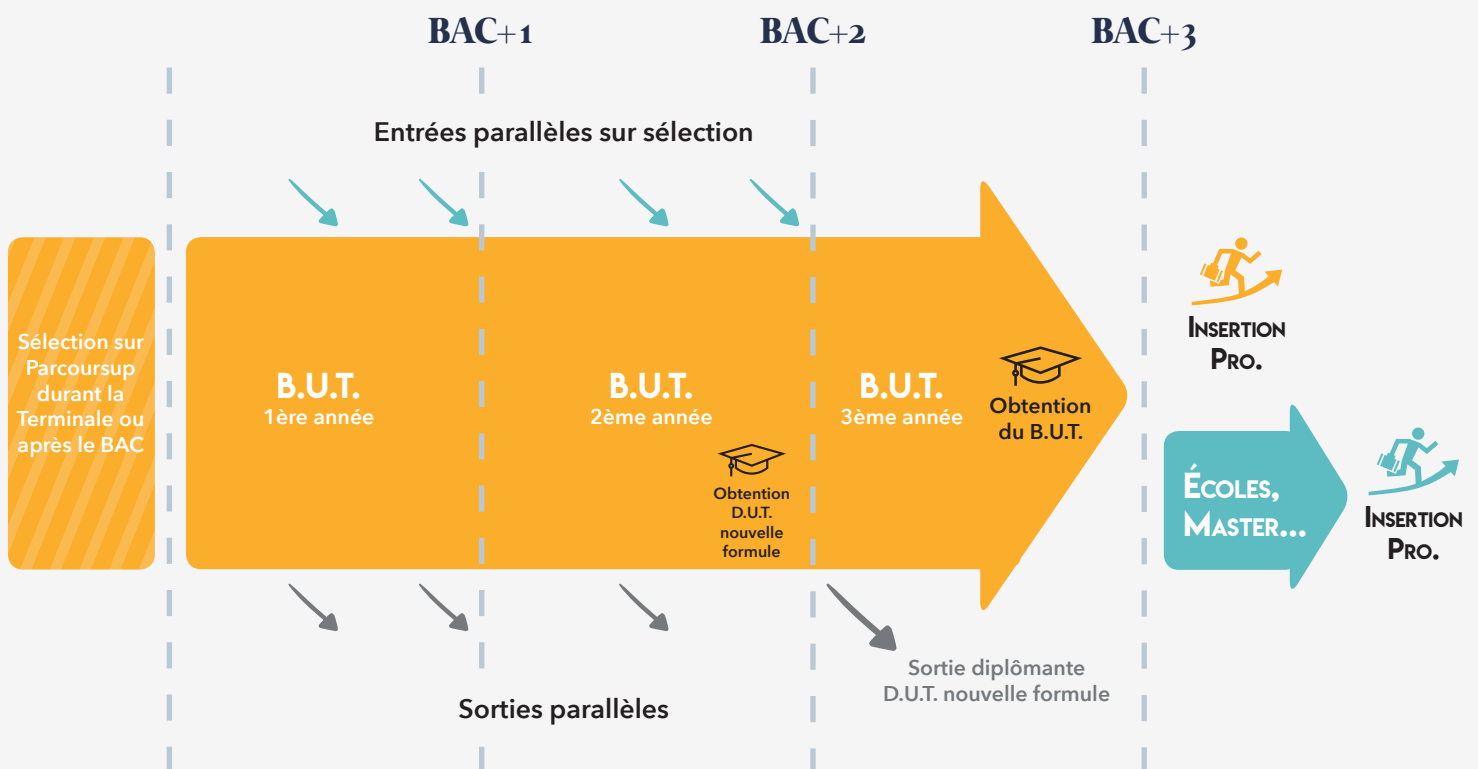 BAC+1
BAC+2
BAC+3
Entrées parallèles sur sélection
Sélection sur
Parcoursup
durant la
Terminale ou
après le BAC
B.U.T.
1ère année
B.U.T.
2ème année
Obtention
D.U.T.
nouvelle
formule
B.U.T.
3ème année
Obtention
du B.U.T.
INSERTION
PRO.
ÉCOLES,
MASTER...
INSERTION
PRO.
Sortie diplômante
D.U.T. nouvelle formule
Sorties parallèles